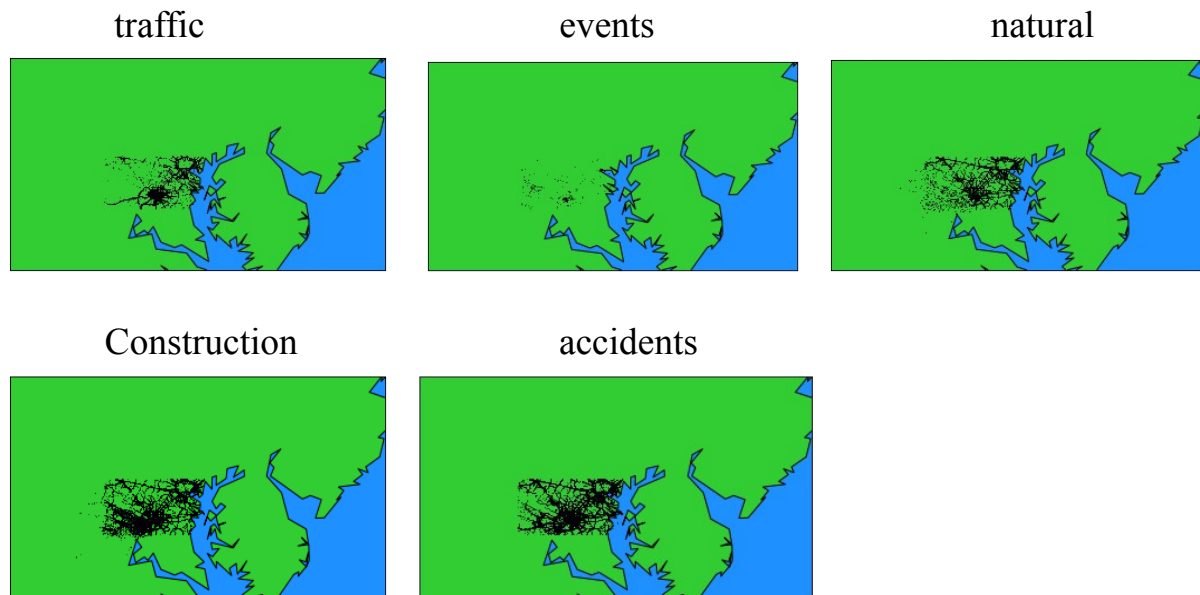 traffic
events
natural
Construction
accidents